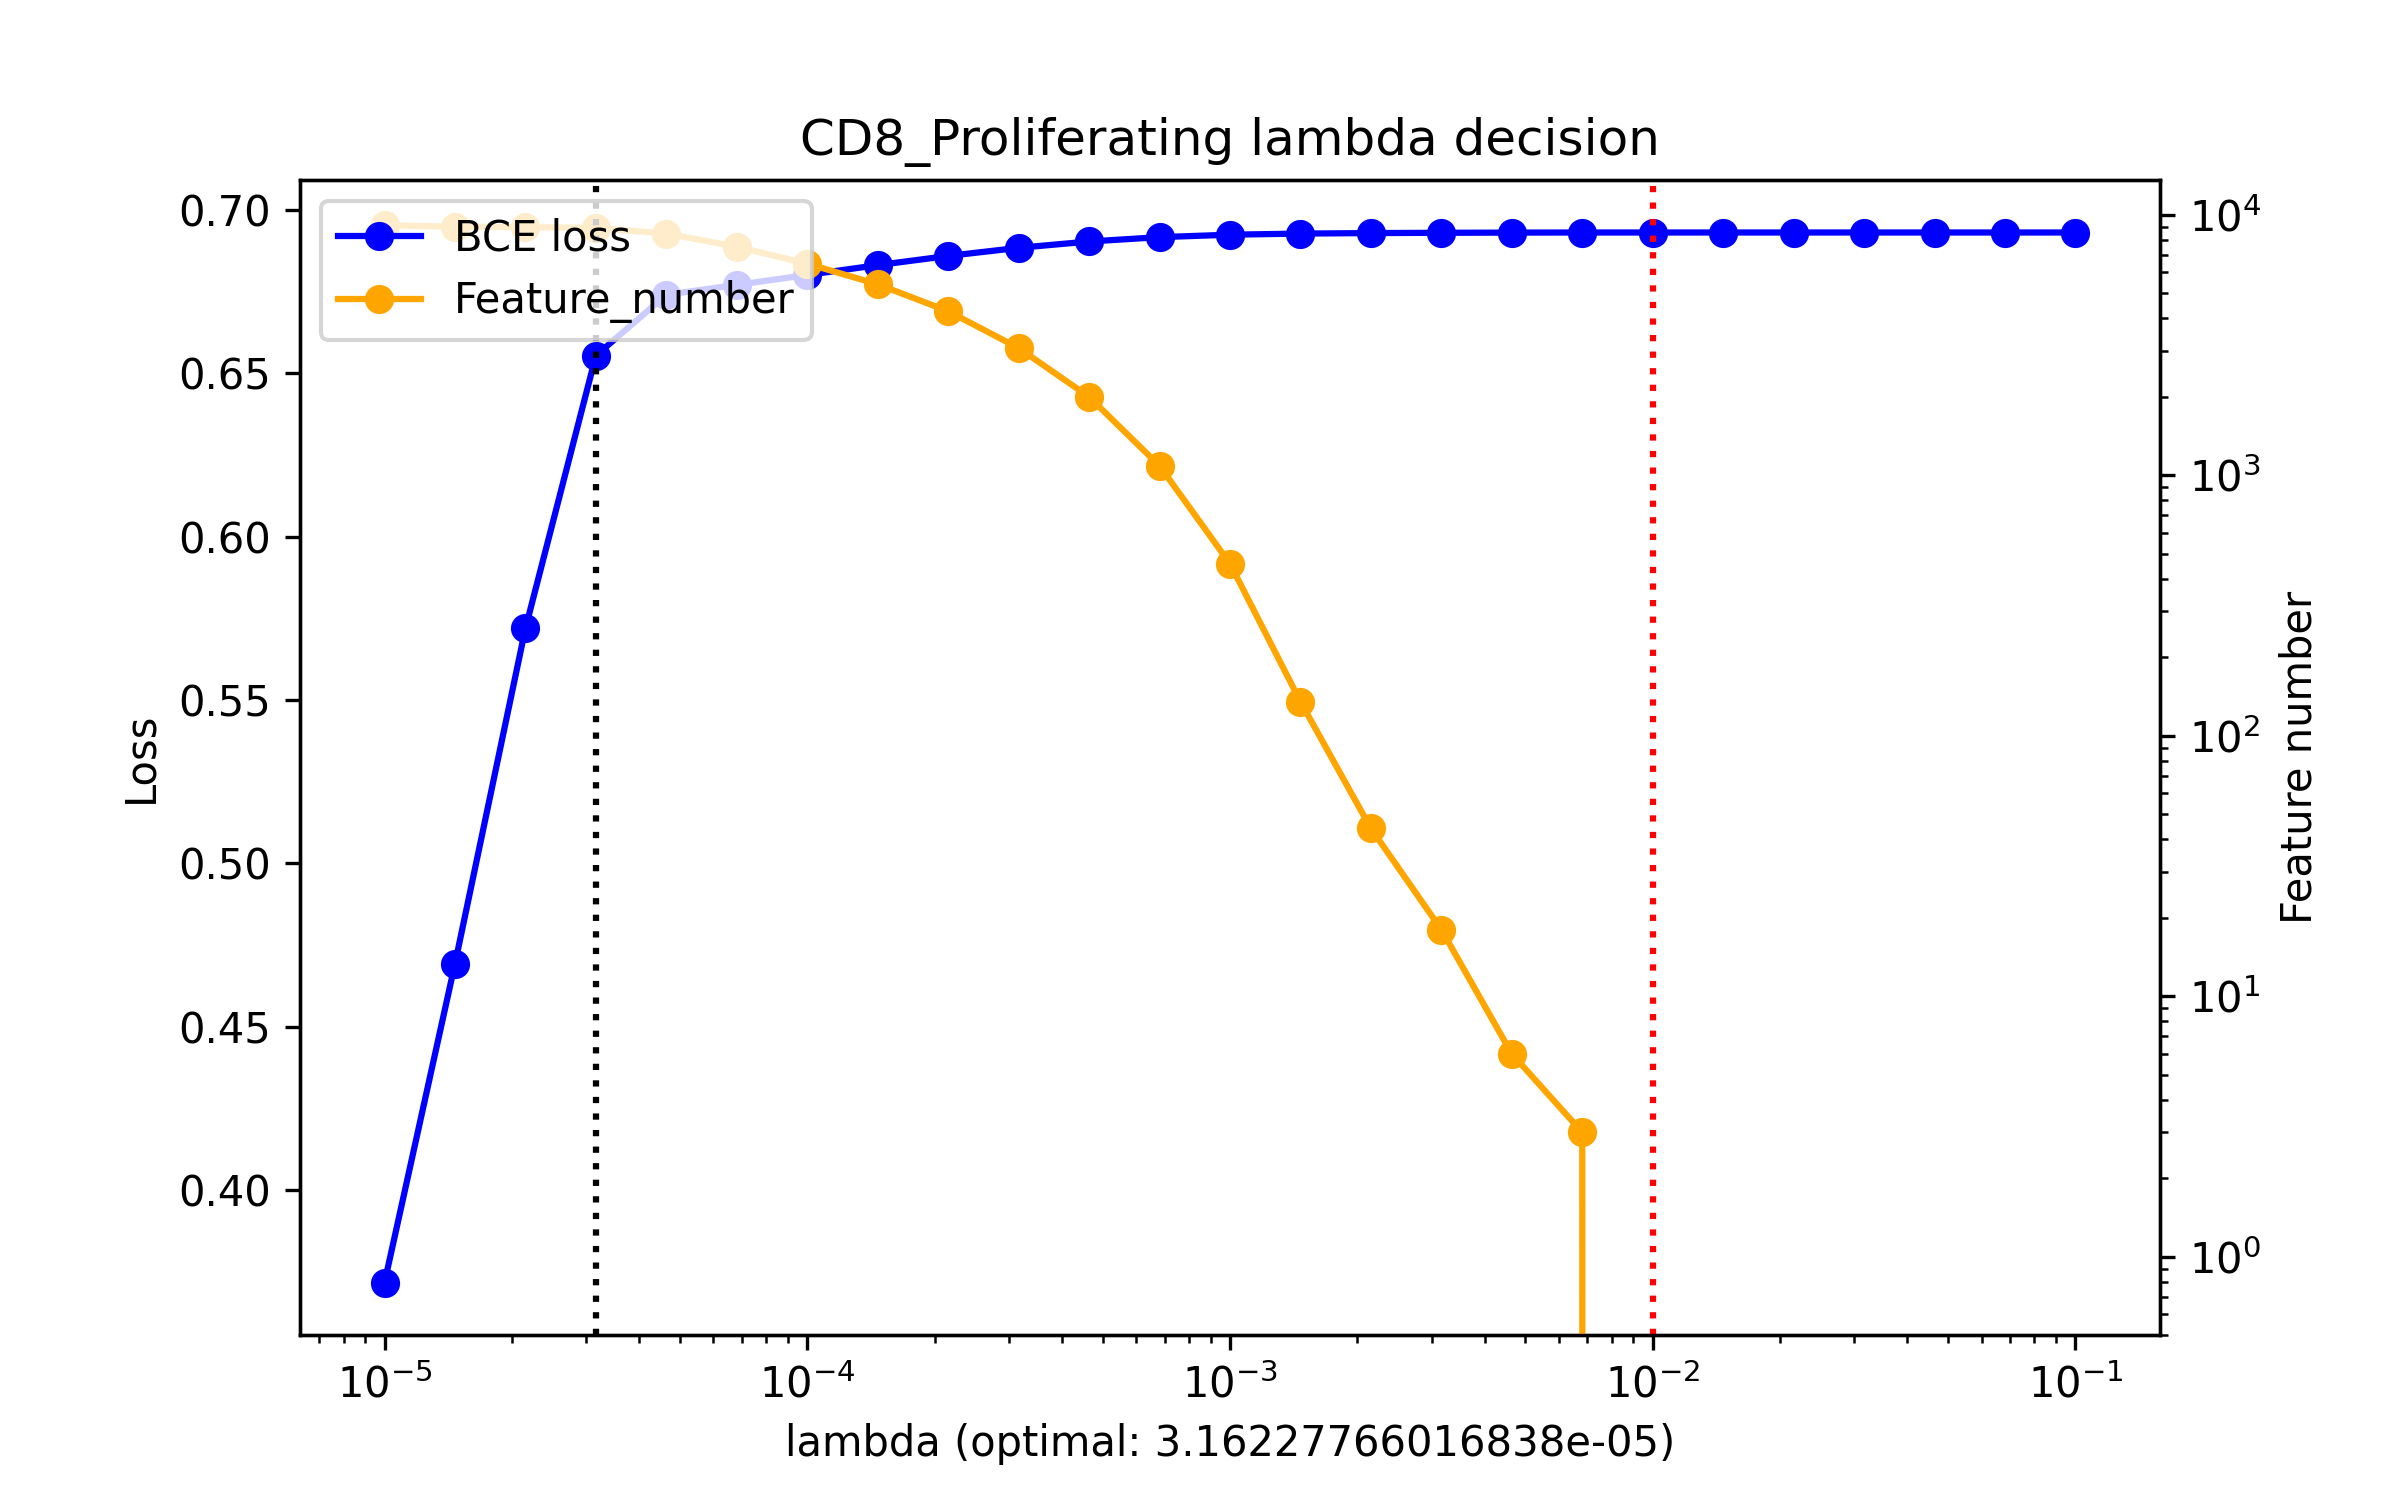 CD8_Proliferating lambda decision
BCE loss
Feature_number
0.70
0.65
0.60
0.55
0.50
0.45
0.40
Loss
10⁴
10³
10²
10¹
10⁰
Feature number
10⁻⁵
10⁻⁴
10⁻³
10⁻²
10⁻¹
lambda (optimal: 3.16227766016838e-05)